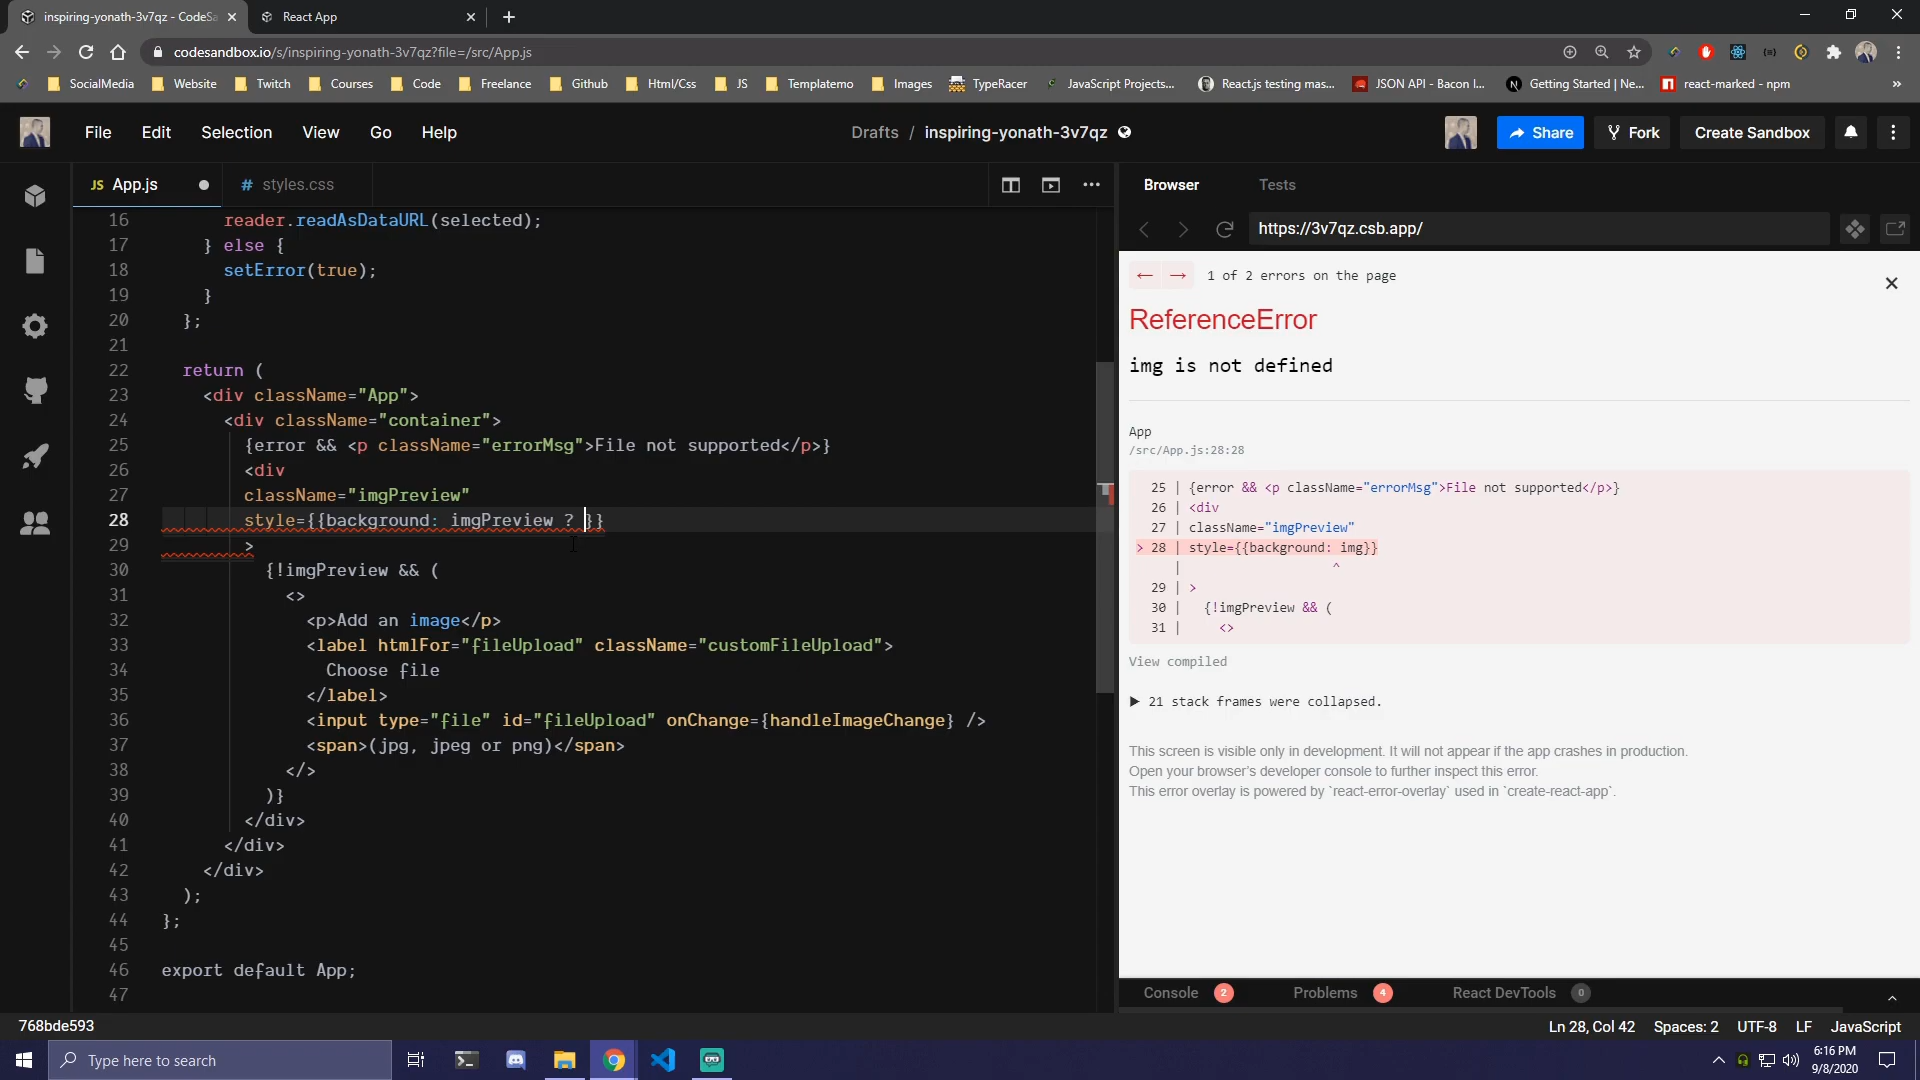 inspiring-yonath-3v7qz - CodeSa
React App
codesandbox.io/s/inspiring-yonath-3v7qz?file=/src/App.js
SocialMedia
Website
Twitch
Courses
Code
Freelance
Github
Html/Css
JS
Templatemo
Images
TypeRacer
JavaScript Projects...
React.js testing mas...
JSON API - Bacon I...
Getting Started | Ne...
react-marked - npm
»
File Edit Selection View Go Help
Drafts / inspiring-yonath-3v7qz
Share
Fork
Create Sandbox
JS App.js
# styles.css
16 reader.readAsDataURL(selected);
17 } else {
18 setError(true);
19 }
20 };
21
22 return (
23 <div className="App">
24 <div className="container">
25 {error && <p className="errorMsg">File not supported</p>}
26 <div
27 className="imgPreview"
28 style={{background: imgPreview ? }}
29 >
30 {!imgPreview && (
31 <>
32 <p>Add an image</p>
33 <label htmlFor="fileUpload" className="customFileUpload">
34 Choose file
35 </label>
36 <input type="file" id="fileUpload" onChange={handleImageChange} />
37 <span>(jpg, jpeg or png)</span>
38 </>
39 )}
40 </div>
41 </div>
42 </div>
43 );
44 };
45
46 export default App;
47
Browser
Tests
https://3v7qz.csb.app/
← → 1 of 2 errors on the page
ReferenceError
img is not defined
App
/src/App.js:28:28
25 | {error && <p className="errorMsg">File not supported</p>}
26 | <div
27 | className="imgPreview"
> 28 | style={{background: img}}
| ^
29 | >
30 | {!imgPreview && (
31 | <>
View compiled
▶ 21 stack frames were collapsed.
This screen is visible only in development. It will not appear if the app crashes in production.
Open your browser's developer console to further inspect this error.
This error overlay is powered by `react-error-overlay` used in `create-react-app`.
Console 2
Problems 4
React DevTools 0
768bde593
Ln 28, Col 42 Spaces: 2 UTF-8 LF JavaScript
Type here to search
6:16 PM
9/8/2020